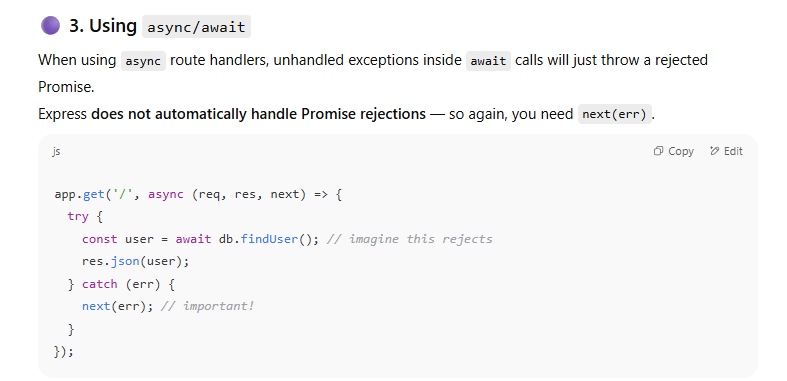 3. Using async/await
When using async route handlers, unhandled exceptions inside await calls will just throw a rejected
Promise.
Express does not automatically handle Promise rejections — so again, you need next(err).
js
Copy
Edit
app.get('/', async (req, res, next) => {
  try {
    const user = await db.findUser(); // imagine this rejects
    res.json(user);
  } catch (err) {
    next(err); // important!
  }
});